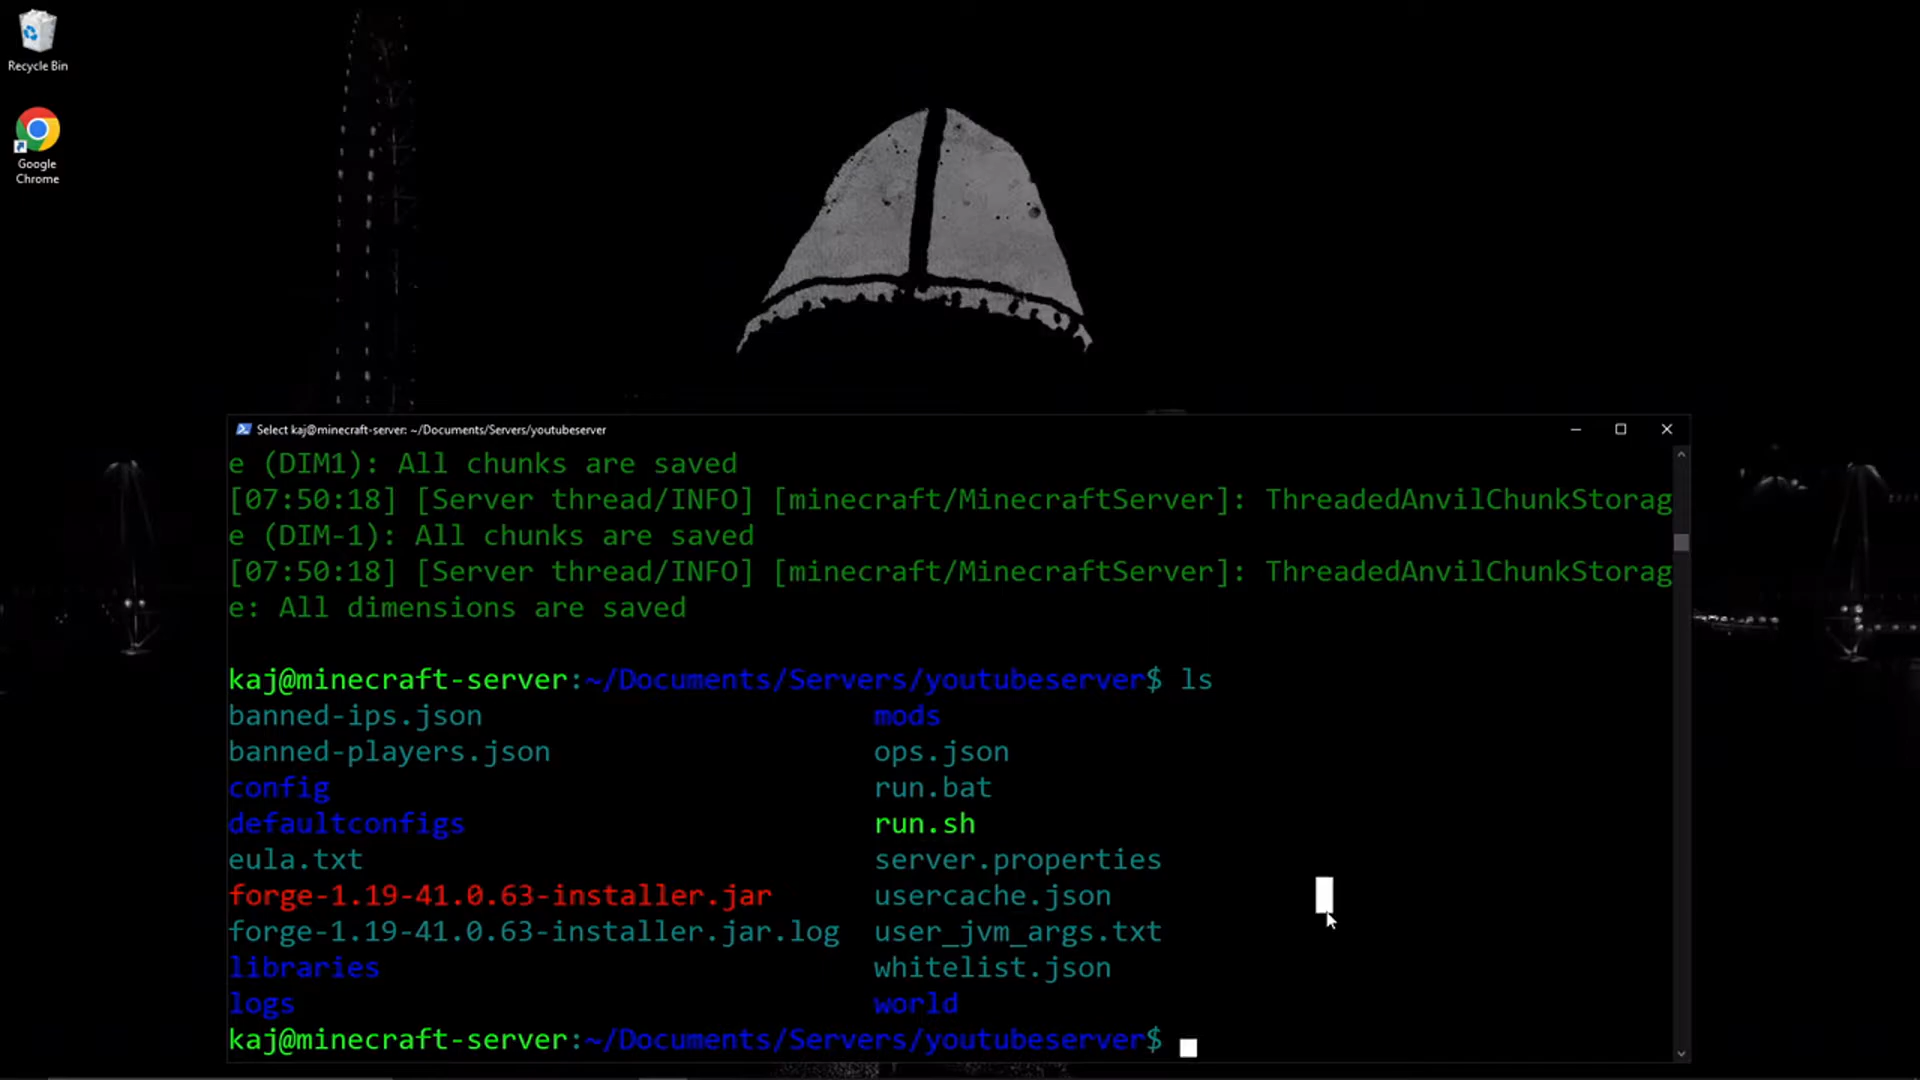 Recycle Bin
Google
Chrome
Select kaj@minecraft-server: ~/Documents/Servers/youtubeserver
e (DIM1): All chunks are saved
[07:50:18] [Server thread/INFO] [minecraft/MinecraftServer]: ThreadedAnvilChunkStorag
e (DIM-1): All chunks are saved
[07:50:18] [Server thread/INFO] [minecraft/MinecraftServer]: ThreadedAnvilChunkStorag
e: All dimensions are saved
kaj@minecraft-server:~/Documents/Servers/youtubeserver$ ls
banned-ips.json mods
banned-players.json ops.json
config run.bat
defaultconfigs run.sh
eula.txt server.properties
forge-1.19-41.0.63-installer.jar usercache.json
forge-1.19-41.0.63-installer.jar.log user_jvm_args.txt
libraries whitelist.json
logs world
kaj@minecraft-server:~/Documents/Servers/youtubeserver$